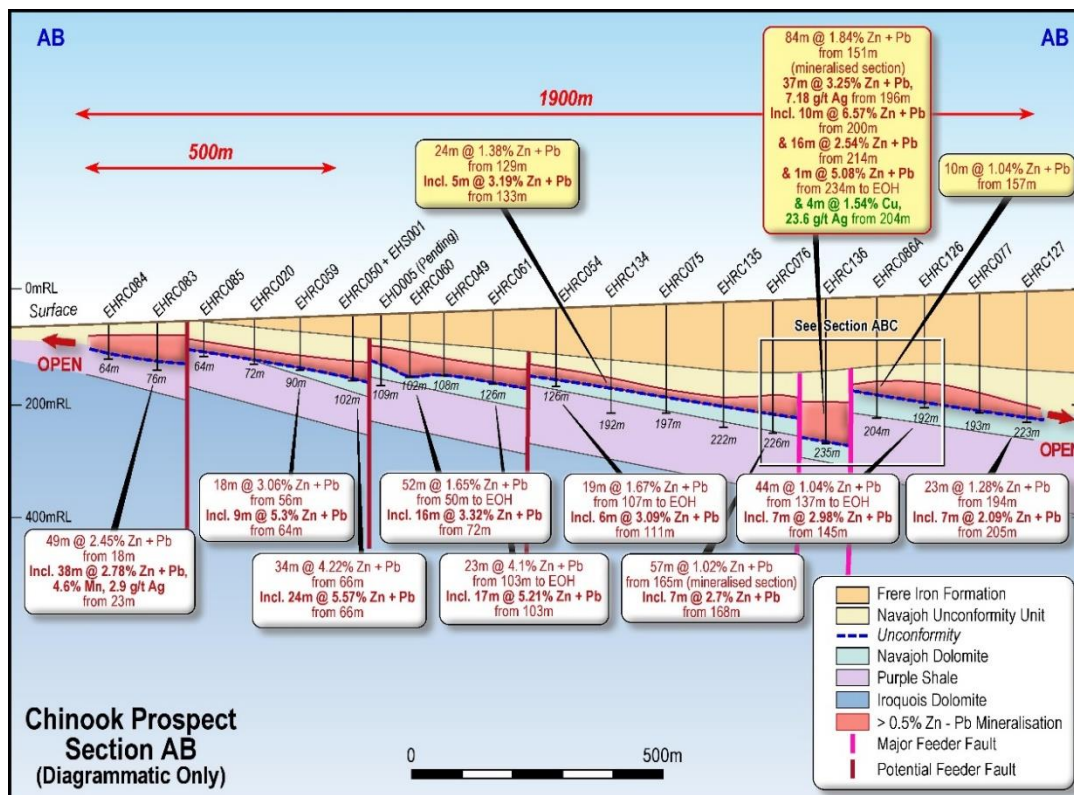 AB
AB
1900m
500m
84m @ 1.84% Zn + Pb
from 151m
(mineralised section)
37m @ 3.25% Zn + Pb,
7.18 g/t Ag from 196m
Incl. 10m @ 6.57% Zn + Pb
from 200m
& 16m @ 2.54% Zn + Pb
from 214m
& 1m @ 5.08% Zn + Pb
from 234m to EOH
& 4m @ 1.54% Cu,
23.6 g/t Ag from 204m
24m @ 1.38% Zn + Pb
from 129m
Incl. 5m @ 3.19% Zn + Pb
from 133m
10m @ 1.04% Zn + Pb
from 157m
EHRC084
EHRC083
EHRC085
EHRC020
EHRC059
EHRC050 + EHS001
EHD005 (Pending)
EHRC060
EHRC049
EHRC061
EHRC054
EHRC134
EHRC075
EHRC135
EHRC076
EHRC136
EHRC086A
EHRC126
EHRC077
EHRC127
0mRL
Surface
See Section ABC
OPEN
OPEN
64m
76m
64m
72m
90m
102m
109m
102m
108m
126m
126m
192m
197m
222m
226m
235m
204m
192m
193m
223m
200mRL
400mRL
49m @ 2.45% Zn + Pb
from 18m
Incl. 38m @ 2.78% Zn + Pb,
4.6% Mn, 2.9 g/t Ag
from 23m
18m @ 3.06% Zn + Pb
from 56m
Incl. 9m @ 5.3% Zn + Pb
from 64m
34m @ 4.22% Zn + Pb
from 66m
Incl. 24m @ 5.57% Zn + Pb
from 66m
52m @ 1.65% Zn + Pb
from 50m to EOH
Incl. 16m @ 3.32% Zn + Pb
from 72m
23m @ 4.1% Zn + Pb
from 103m to EOH
Incl. 17m @ 5.21% Zn + Pb
from 103m
19m @ 1.67% Zn + Pb
from 107m to EOH
Incl. 6m @ 3.09% Zn + Pb
from 111m
57m @ 1.02% Zn + Pb
from 165m (mineralised section)
Incl. 7m @ 2.7% Zn + Pb
from 168m
44m @ 1.04% Zn + Pb
from 137m to EOH
Incl. 7m @ 2.98% Zn + Pb
from 145m
23m @ 1.28% Zn + Pb
from 194m
Incl. 7m @ 2.09% Zn + Pb
from 205m
Frere Iron Formation
Navajoh Unconformity Unit
Unconformity
Navajoh Dolomite
Purple Shale
Iroquois Dolomite
> 0.5% Zn - Pb Mineralisation
Major Feeder Fault
Potential Feeder Fault
Chinook Prospect
Section AB
(Diagrammatic Only)
0
500m